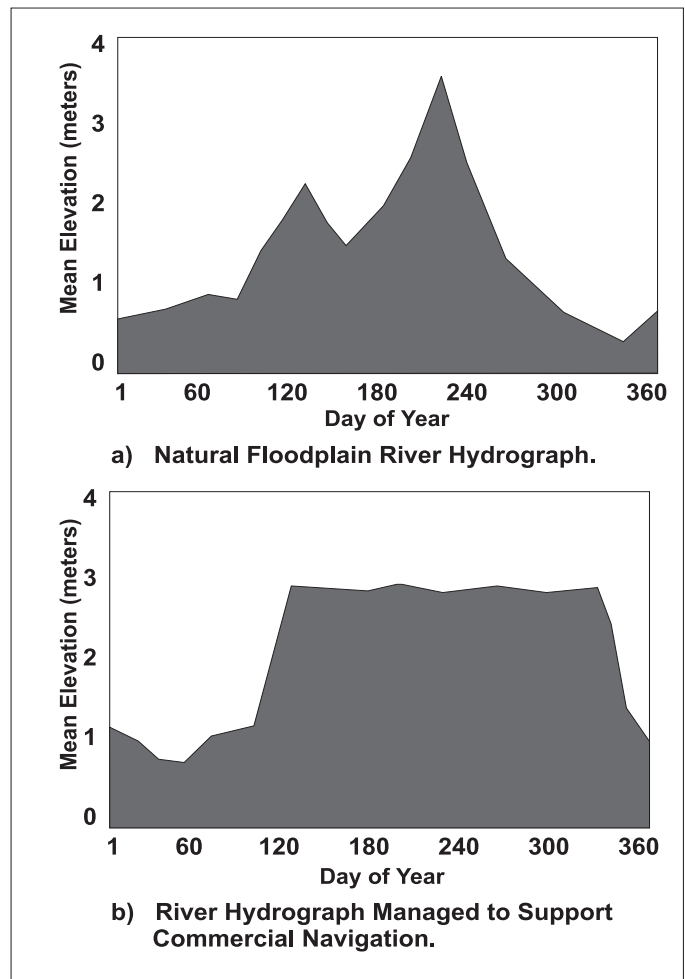 4
3
2
1
0
Mean Elevation (meters)
1 60 120 180 240 300 360
Day of Year
a) Natural Floodplain River Hydrograph.
4
3
2
1
0
Mean Elevation (meters)
1 60 120 180 240 300 360
Day of Year
b) River Hydrograph Managed to Support
Commercial Navigation.